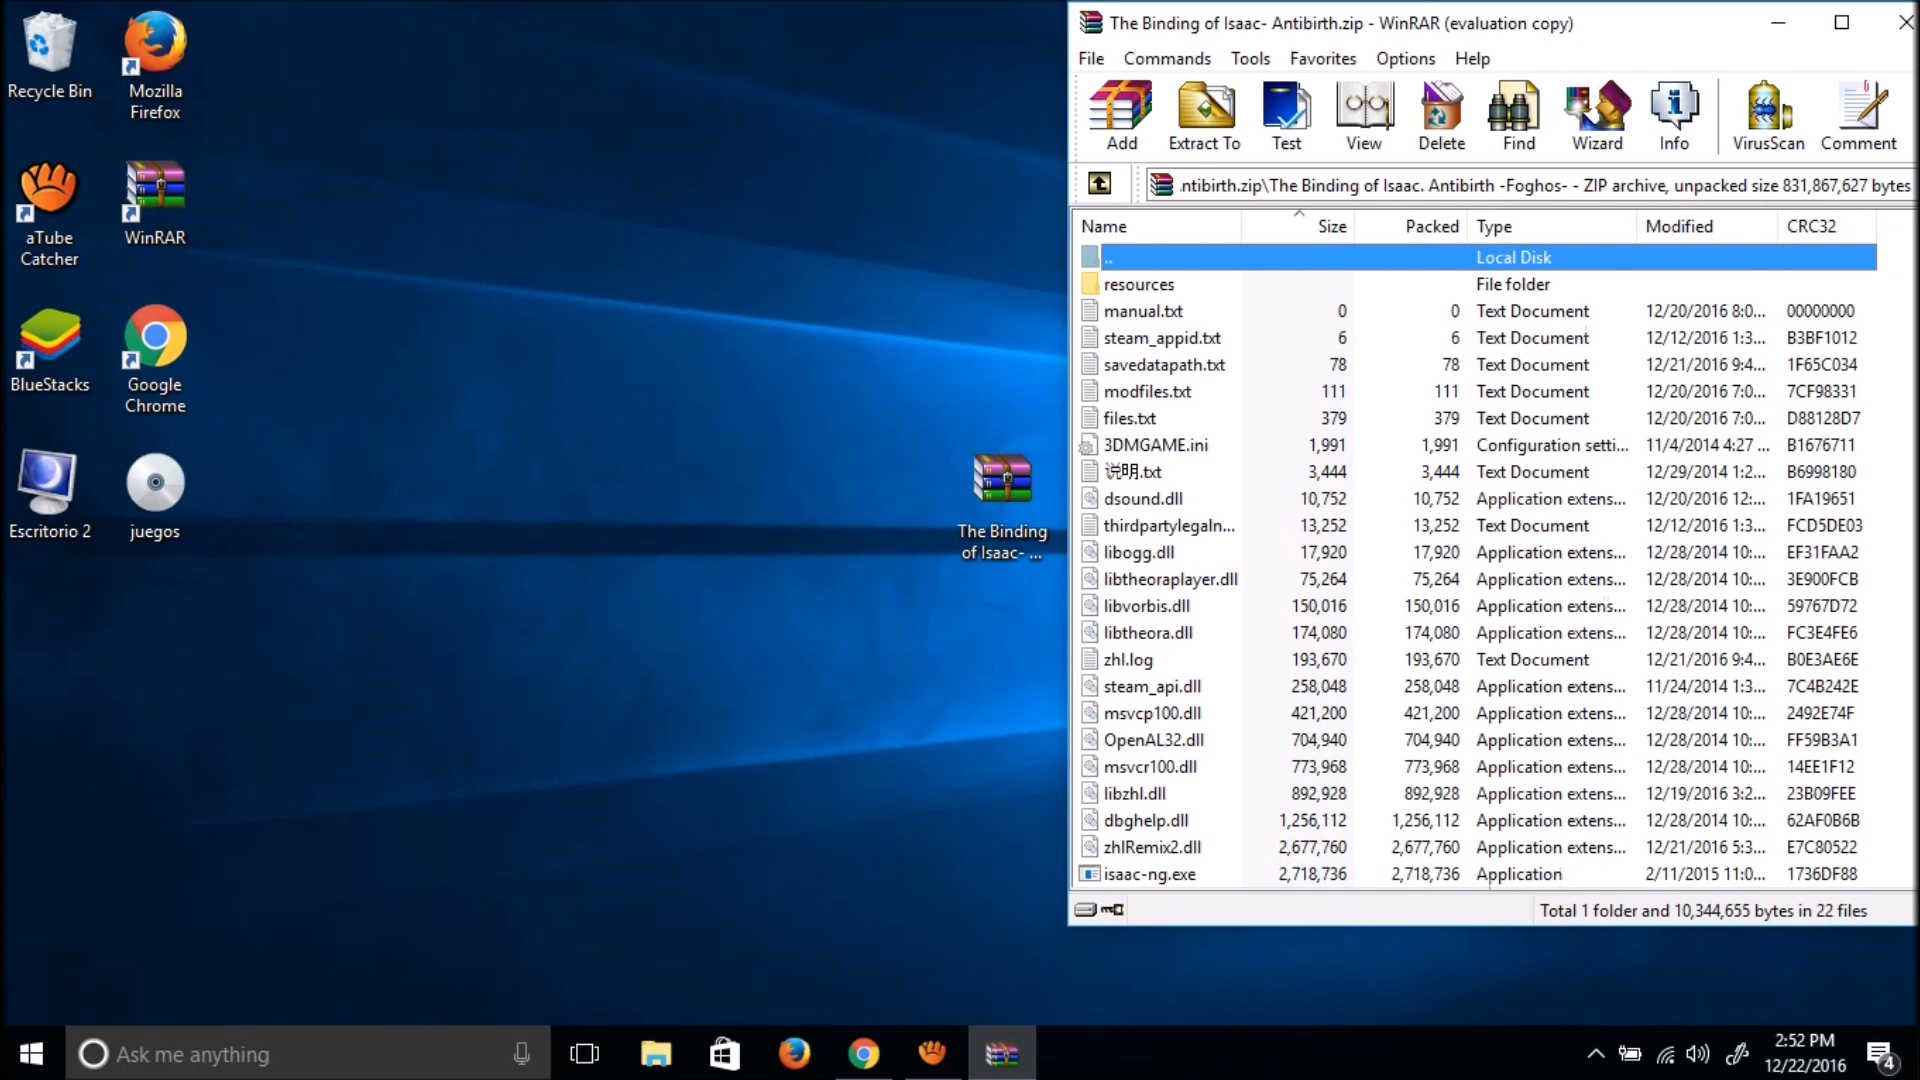 Recycle Bin
Mozilla
Firefox
aTube
Catcher
WinRAR
BlueStacks
Google
Chrome
Escritorio 2
juegos
The Binding
of Isaac- ...
The Binding of Isaac- Antibirth.zip - WinRAR (evaluation copy)
File Commands Tools Favorites Options Help
Add Extract To Test View Delete Find Wizard Info VirusScan Comment
ntibirth.zip\The Binding of Isaac. Antibirth -Foghos- - ZIP archive, unpacked size 831,867,627 bytes
Name Size Packed Type Modified CRC32
.. Local Disk
resources File folder
manual.txt 0 0 Text Document 12/20/2016 8:0... 00000000
steam_appid.txt 6 6 Text Document 12/12/2016 1:3... B3BF1012
savedatapath.txt 78 78 Text Document 12/21/2016 9:4... 1F65C034
modfiles.txt 111 111 Text Document 12/20/2016 7:0... 7CF98331
files.txt 379 379 Text Document 12/20/2016 7:0... D88128D7
3DMGAME.ini 1,991 1,991 Configuration setti... 11/4/2014 4:27 ... B1676711
说明.txt 3,444 3,444 Text Document 12/29/2014 1:2... B6998180
dsound.dll 10,752 10,752 Application extens... 12/20/2016 12:... 1FA19651
thirdpartylegaln... 13,252 13,252 Text Document 12/12/2016 1:3... FCD5DE03
libogg.dll 17,920 17,920 Application extens... 12/28/2014 10:... EF31FAA2
libtheoraplayer.dll 75,264 75,264 Application extens... 12/28/2014 10:... 3E900FCB
libvorbis.dll 150,016 150,016 Application extens... 12/28/2014 10:... 59767D72
libtheora.dll 174,080 174,080 Application extens... 12/28/2014 10:... FC3E4FE6
zhl.log 193,670 193,670 Text Document 12/21/2016 9:4... B0E3AE6E
steam_api.dll 258,048 258,048 Application extens... 11/24/2014 1:3... 7C4B242E
msvcp100.dll 421,200 421,200 Application extens... 12/28/2014 10:... 2492E74F
OpenAL32.dll 704,940 704,940 Application extens... 12/28/2014 10:... FF59B3A1
msvcr100.dll 773,968 773,968 Application extens... 12/28/2014 10:... 14EE1F12
libzhl.dll 892,928 892,928 Application extens... 12/19/2016 3:2... 23B09FEE
dbghelp.dll 1,256,112 1,256,112 Application extens... 12/28/2014 10:... 62AF0B6B
zhlRemix2.dll 2,677,760 2,677,760 Application extens... 12/21/2016 5:3... E7C80522
isaac-ng.exe 2,718,736 2,718,736 Application 2/11/2015 11:0... 1736DF88
Total 1 folder and 10,344,655 bytes in 22 files
Ask me anything
2:52 PM
12/22/2016
4